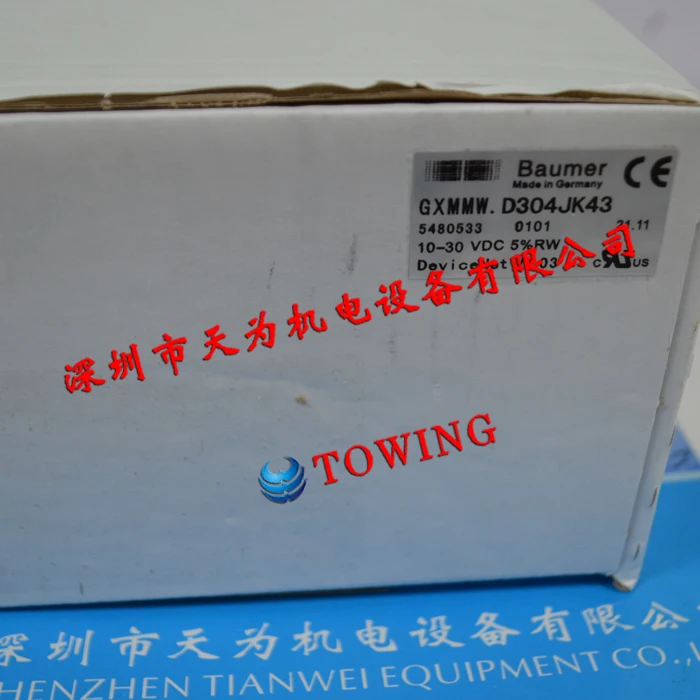 Baumer
Made in Germany
GXMMW. D304JK43
5480533 0101 21.11
10-30 VDC 5%RW
US
深圳市天为机电设备有限公司
TOWING
深圳市天为机电设备有限公
SHENZHEN TIANWEI EQUIPMENT CO.,